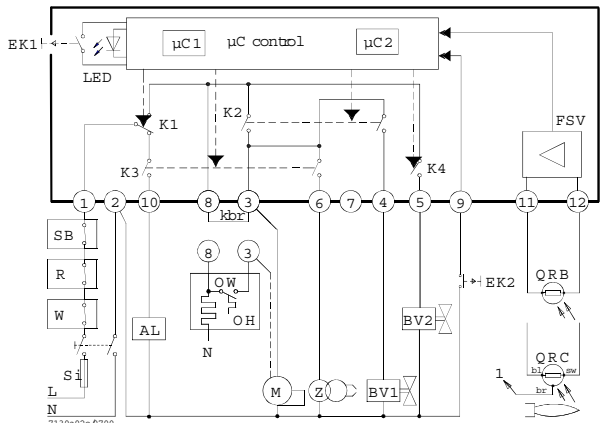 EK1
LED
µC1
µC control
µC2
K1
K2
FSV
K3
K4
1 2 10 8 3 6 7 4 5 9 11 12
kbr
SB
8 3
R
OW
EK2
QRB
W
OH
AL
BV2
N
QRC
bl sw
Si
1
br
L
M
Z
BV1
N